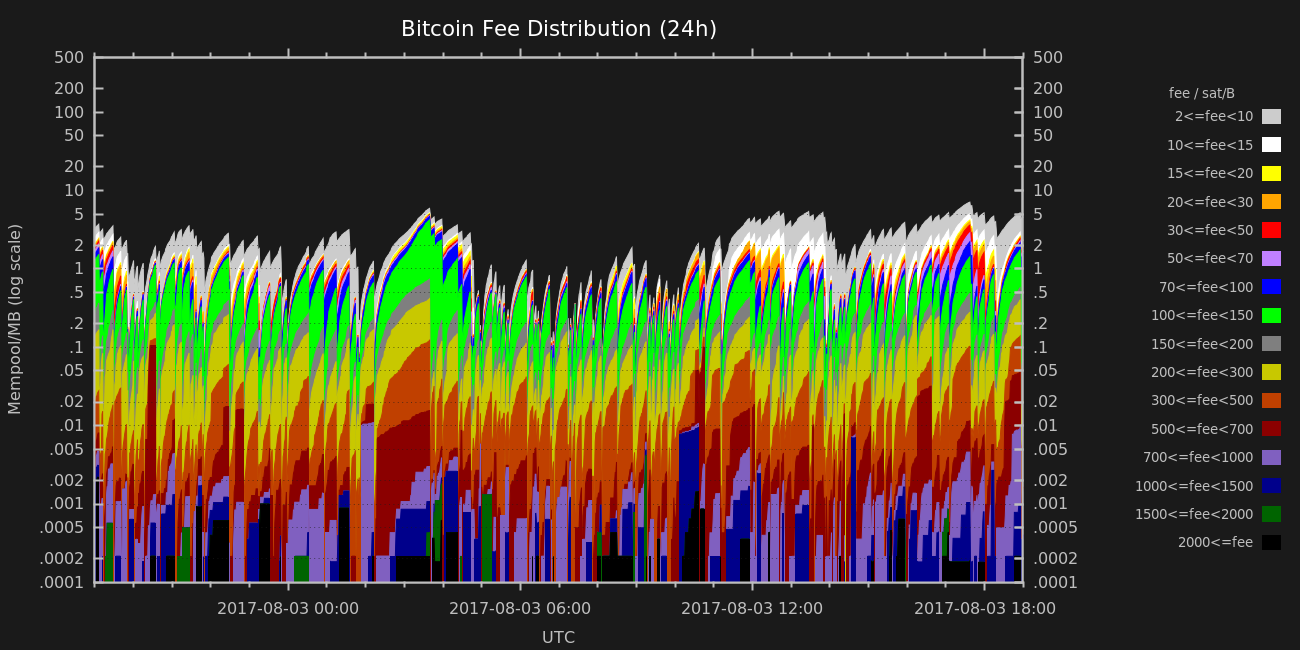 Bitcoin Fee Distribution (24h)
500
200
100
50
20
10
5
2
1
.5
.2
.1
.05
.02
.01
.005
.002
.001
.0005
.0002
.0001
Mempool/MB (log scale)
500
200
100
50
20
10
5
2
1
.5
.2
.1
.05
.02
.01
.005
.002
.001
.0005
.0002
.0001
2017-08-03 00:00
2017-08-03 06:00
2017-08-03 12:00
2017-08-03 18:00
UTC
fee / sat/B
2<=fee<10
10<=fee<15
15<=fee<20
20<=fee<30
30<=fee<50
50<=fee<70
70<=fee<100
100<=fee<150
150<=fee<200
200<=fee<300
300<=fee<500
500<=fee<700
700<=fee<1000
1000<=fee<1500
1500<=fee<2000
2000<=fee